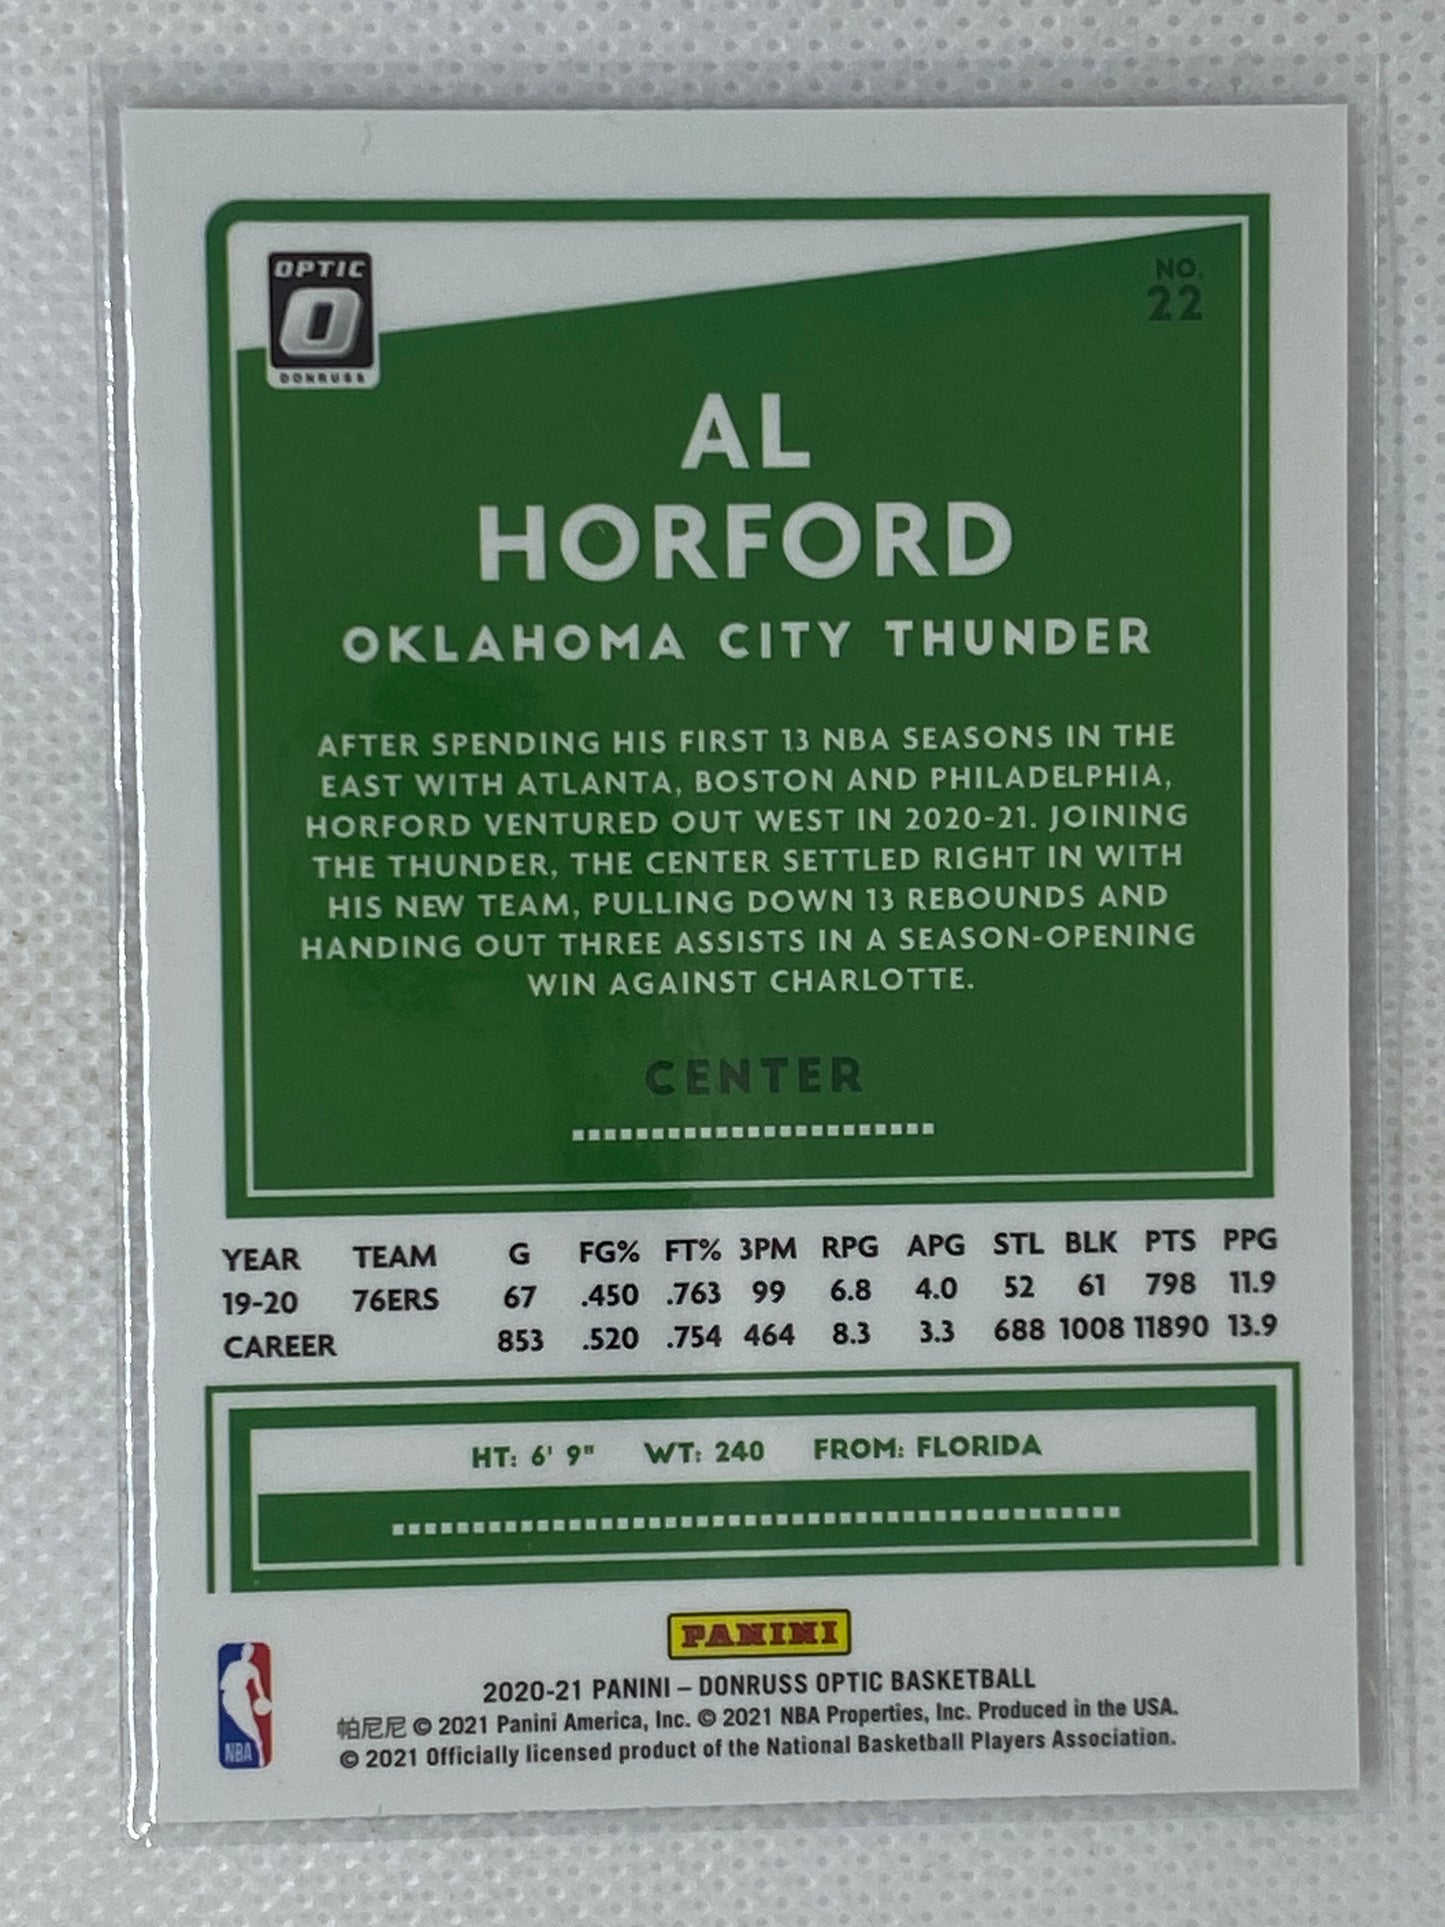 OPTIC
O
DONRUSS
NO.
22
AL
HORFORD
OKLAHOMA CITY THUNDER
AFTER SPENDING HIS FIRST 13 NBA SEASONS IN THE
EAST WITH ATLANTA, BOSTON AND PHILADELPHIA,
HORFORD VENTURED OUT WEST IN 2020-21. JOINING
THE THUNDER, THE CENTER SETTLED RIGHT IN WITH
HIS NEW TEAM, PULLING DOWN 13 REBOUNDS AND
HANDING OUT THREE ASSISTS IN A SEASON-OPENING
WIN AGAINST CHARLOTTE.
CENTER
YEAR TEAM G FG% FT% 3PM RPG APG STL BLK PTS PPG
19-20 76ERS 67 .450 .763 99 6.8 4.0 52 61 798 11.9
CAREER 853 .520 .754 464 8.3 3.3 688 1008 11890 13.9
HT: 6' 9" WT: 240 FROM: FLORIDA
PANINI
NBA
2020-21 PANINI – DONRUSS OPTIC BASKETBALL
帕尼尼 © 2021 Panini America, Inc. © 2021 NBA Properties, Inc. Produced in the USA.
© 2021 Officially licensed product of the National Basketball Players Association.